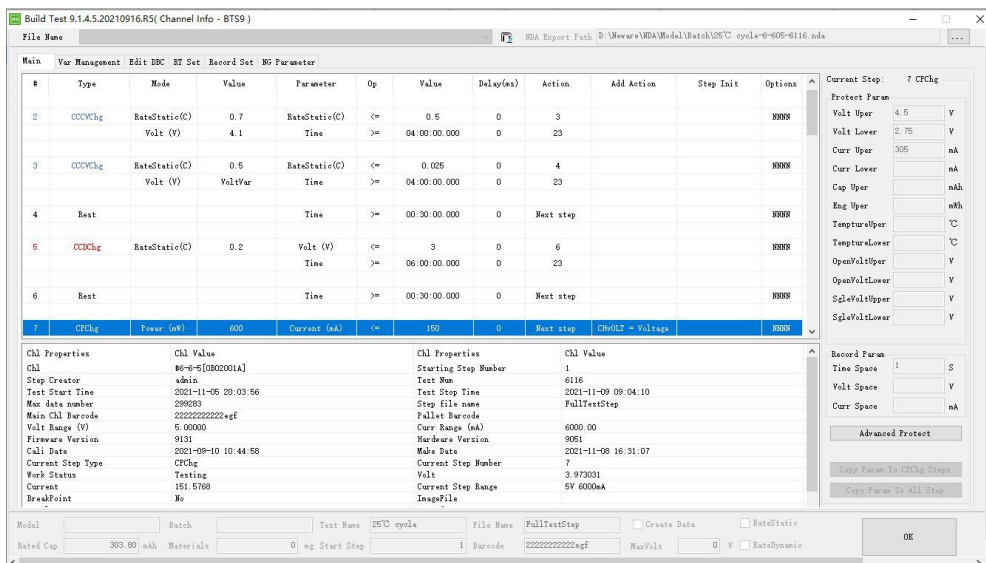 Build Test 9.1.4.5.20210916.R5( Channel Info - BTS9 )
File Name NDA Export Path D:\Neware\NDA\Model\Batch\25℃ cycle-6-605-6116.nda ...
Main Var Management Edit DBC RT Set Record Set NG Parameter
# Type Mode Value Parameter Op Value Delay(ms) Action Add Action Step Init Options
2 CCCVChg RateStatic(C) 0.7 RateStatic(C) <= 0.5 0 3 NNNN
Volt (V) 4.1 Time >= 04:00:00.000 0 23
3 CCCVChg RateStatic(C) 0.5 RateStatic(C) <= 0.025 0 4 NNNN
Volt (V) VoltVar Time >= 04:00:00.000 0 23
4 Rest Time >= 00:30:00.000 0 Next step NNNN
5 CCDChg RateStatic(C) 0.2 Volt (V) <= 3 0 6 NNNN
Time >= 06:00:00.000 0 23
6 Rest Time >= 00:30:00.000 0 Next step NNNN
7 CPChg Power (mW) 600 Current (mA) <= 150 0 Next step CHvOLT = Voltage NNNN
Current Step: 7 CPChg
Protect Param
Volt Uper 4.5 V
Volt Lower 2.75 V
Curr Uper 305 mA
Curr Lower mA
Cap Uper mAh
Eng Uper mWh
TemptureUper ℃
TemptureLower ℃
OpenVoltUper V
OpenVoltLower V
SgleVoltUpper V
SgleVoltLower V
Chl Properties Chl Value Chl Properties Chl Value
Chl #6-6-5[0B02001A] Starting Step Number 1
Step Creator admin Test Num 6116
Test Start Time 2021-11-05 20:03:56 Test Stop Time 2021-11-09 09:04:10
Max data number 299283 Step file name FullTestStep
Main Chl Barcode 22222222222egf Pallet Barcode
Volt Range (V) 5.00000 Curr Range (mA) 6000.00
Firmware Version 9131 Hardware Version 9051
Cali Date 2021-09-10 10:44:58 Make Date 2021-11-08 16:31:07
Current Step Type CPChg Current Step Number 7
Work Status Testing Volt 3.973031
Current 151.5768 Current Step Range 5V 6000mA
BreakPoint No ImageFile
Record Param
Time Space 1 S
Volt Space V
Curr Space mA
Advanced Protect
Copy Param To CPChg Steps
Copy Param To All Step
Model Batch Test Name 25℃ cycle File Name FullTestStep Create Data RateStatic
Rated Cap 303.80 mAh Materials 0 mg Start Step 1 Barcode 22222222222egf MaxVolt 0 V RateDynamic
OK